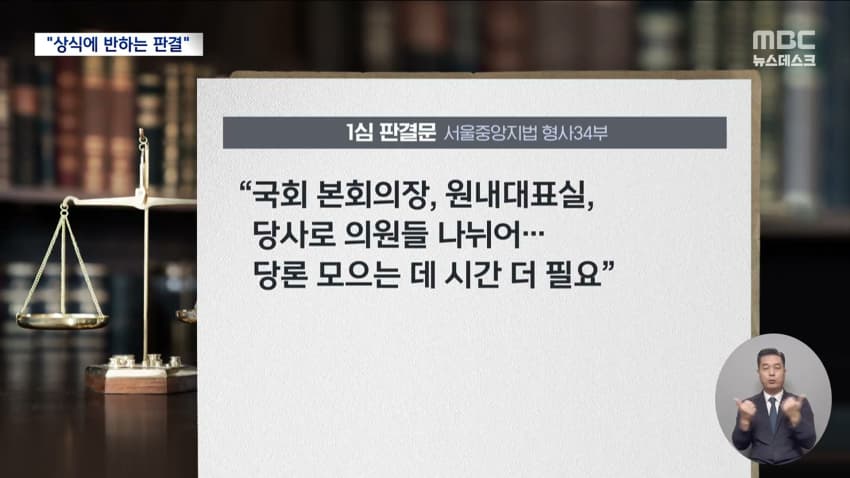 "상식에 반하는 판결"
MBC
뉴스데스크
1심 판결문 서울중앙지법 형사34부
“국회 본회의장, 원내대표실,
당사로 의원들 나뉘어…
당론 모으는 데 시간 더 필요”